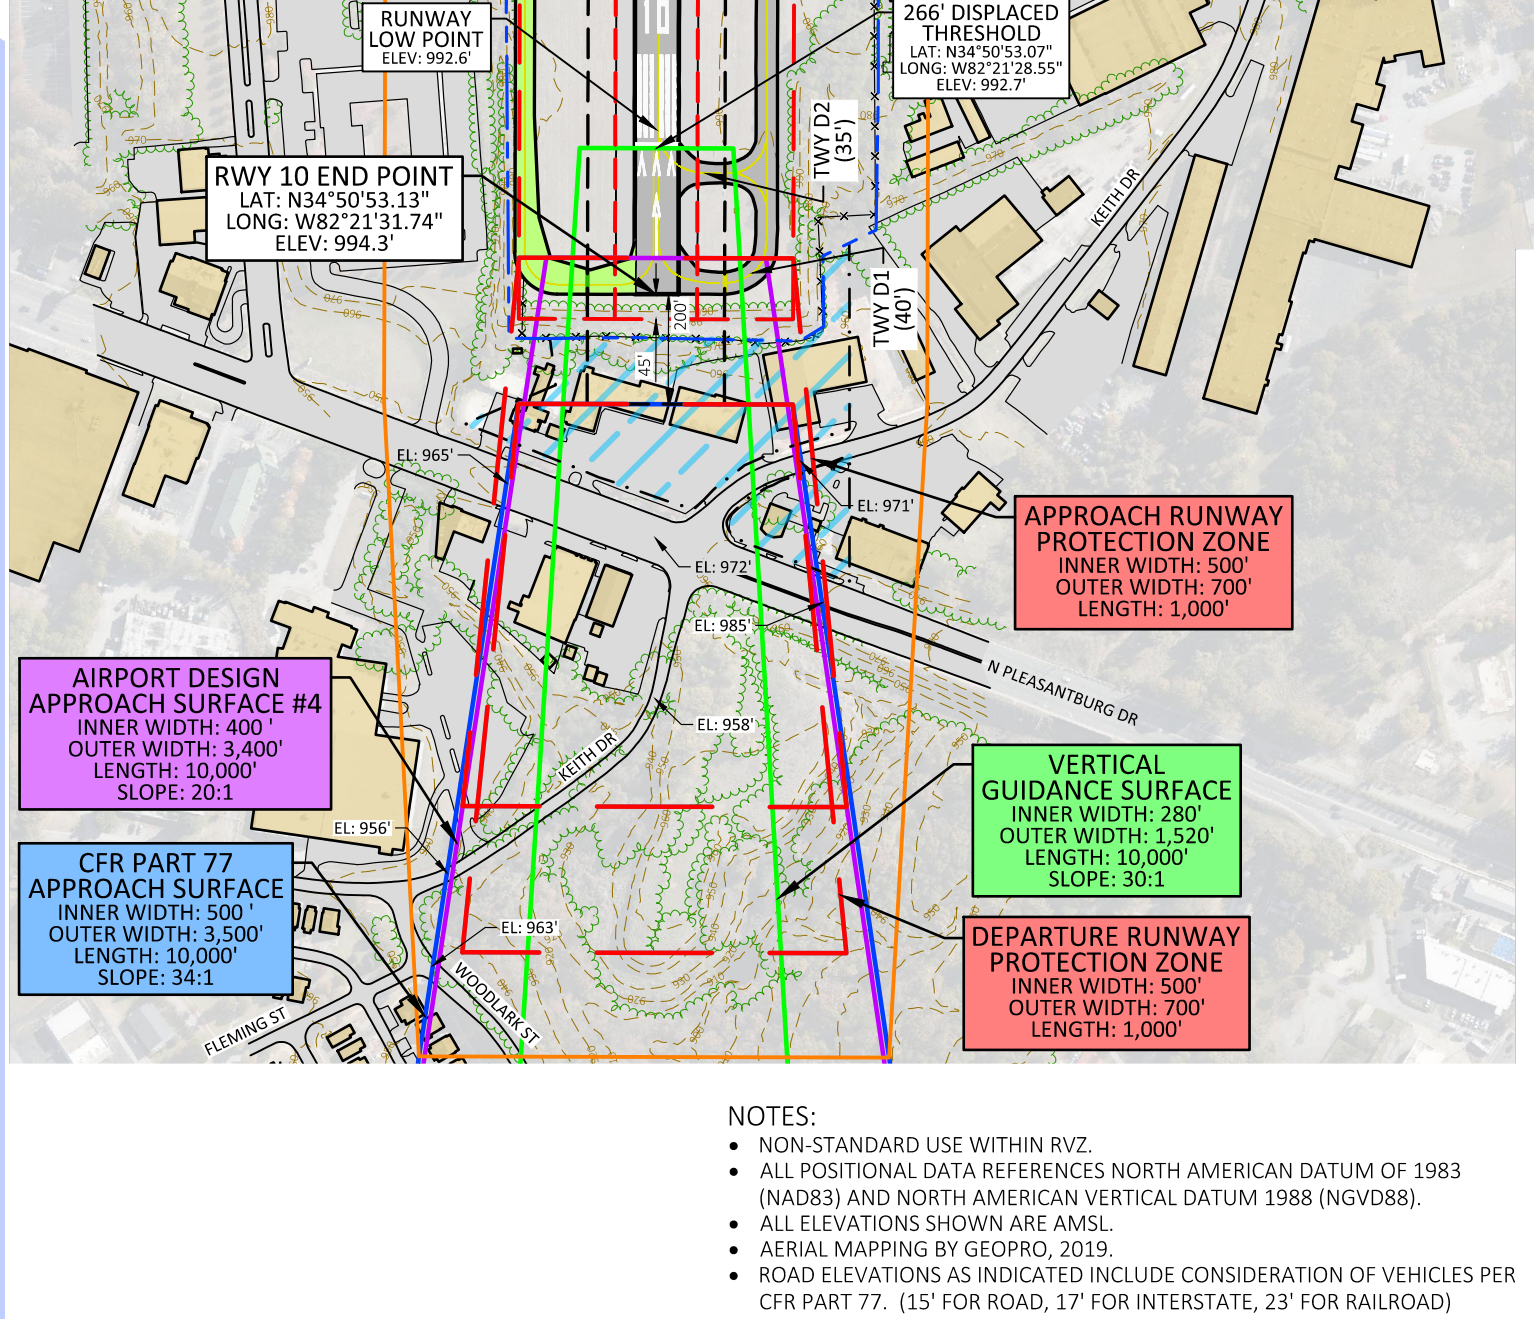 RUNWAY
LOW POINT
ELEV: 992.6'
10
266' DISPLACED
THRESHOLD
LAT: N34°50'53.07"
LONG: W82°21'28.55"
ELEV: 992.7'
TWY D2
(35')
RWY 10 END POINT
LAT: N34°50'53.13"
LONG: W82°21'31.74"
ELEV: 994.3'
KEITH DR
TWY D1
(40')
200'
45'
970
970
980
EL: 965'
EL: 971'
APPROACH RUNWAY
PROTECTION ZONE
INNER WIDTH: 500'
OUTER WIDTH: 700'
LENGTH: 1,000'
EL: 972'
EL: 985'
N PLEASANTBURG DR
AIRPORT DESIGN
APPROACH SURFACE #4
INNER WIDTH: 400 '
OUTER WIDTH: 3,400'
LENGTH: 10,000'
SLOPE: 20:1
EL: 958'
KEITH DR
VERTICAL
GUIDANCE SURFACE
INNER WIDTH: 280'
OUTER WIDTH: 1,520'
LENGTH: 10,000'
SLOPE: 30:1
EL: 956'
CFR PART 77
APPROACH SURFACE
INNER WIDTH: 500 '
OUTER WIDTH: 3,500'
LENGTH: 10,000'
SLOPE: 34:1
EL: 963'
DEPARTURE RUNWAY
PROTECTION ZONE
INNER WIDTH: 500'
OUTER WIDTH: 700'
LENGTH: 1,000'
WOODLARK ST
FLEMING ST
920
NOTES:
• NON-STANDARD USE WITHIN RVZ.
• ALL POSITIONAL DATA REFERENCES NORTH AMERICAN DATUM OF 1983
(NAD83) AND NORTH AMERICAN VERTICAL DATUM 1988 (NGVD88).
• ALL ELEVATIONS SHOWN ARE AMSL.
• AERIAL MAPPING BY GEOPRO, 2019.
• ROAD ELEVATIONS AS INDICATED INCLUDE CONSIDERATION OF VEHICLES PER
CFR PART 77. (15' FOR ROAD, 17' FOR INTERSTATE, 23' FOR RAILROAD)